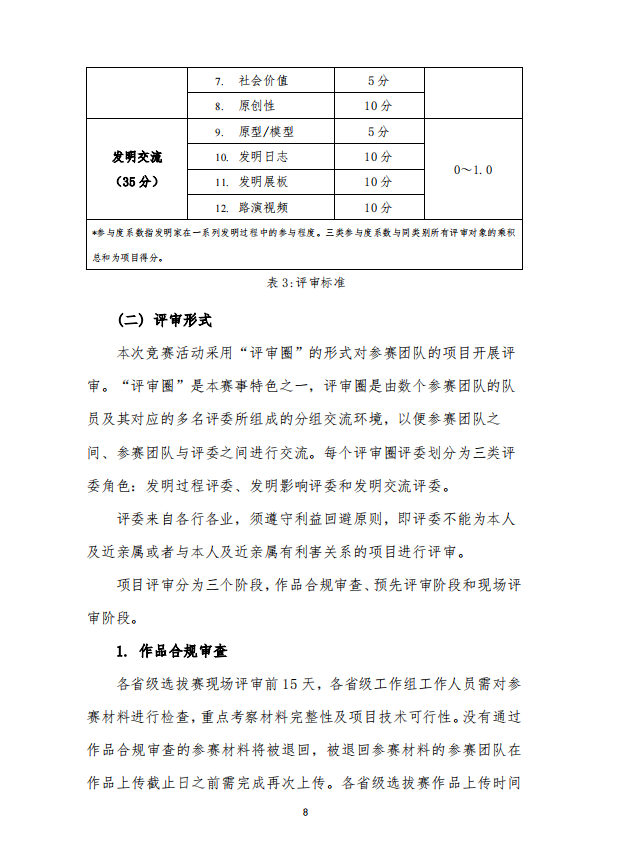 7. 社会价值 5 分
8. 原创性 10 分
发明交流
（35 分）
9. 原型/模型 5 分
10. 发明日志 10 分
11. 发明展板 10 分
12. 路演视频 10 分
0～1.0
*参与度系数指发明家在一系列发明过程中的参与程度。三类参与度系数与同类别所有评审对象的乘积
总和为项目得分。
表 3:评审标准
(二) 评审形式
本次竞赛活动采用“评审圈”的形式对参赛团队的项目开展评
审。“评审圈”是本赛事特色之一，评审圈是由数个参赛团队的队
员及其对应的多名评委所组成的分组交流环境，以便参赛团队之
间、参赛团队与评委之间进行交流。每个评审圈评委划分为三类评
委角色：发明过程评委、发明影响评委和发明交流评委。
评委来自各行各业，须遵守利益回避原则，即评委不能为本人
及近亲属或者与本人及近亲属有利害关系的项目进行评审。
项目评审分为三个阶段，作品合规审查、预先评审阶段和现场评
审阶段。
1. 作品合规审查
各省级选拔赛现场评审前 15 天，各省级工作组工作人员需对参
赛材料进行检查，重点考察材料完整性及项目技术可行性。没有通过
作品合规审查的参赛材料将被退回，被退回参赛材料的参赛团队在
作品上传截止日之前需完成再次上传。各省级选拔赛作品上传时间
8